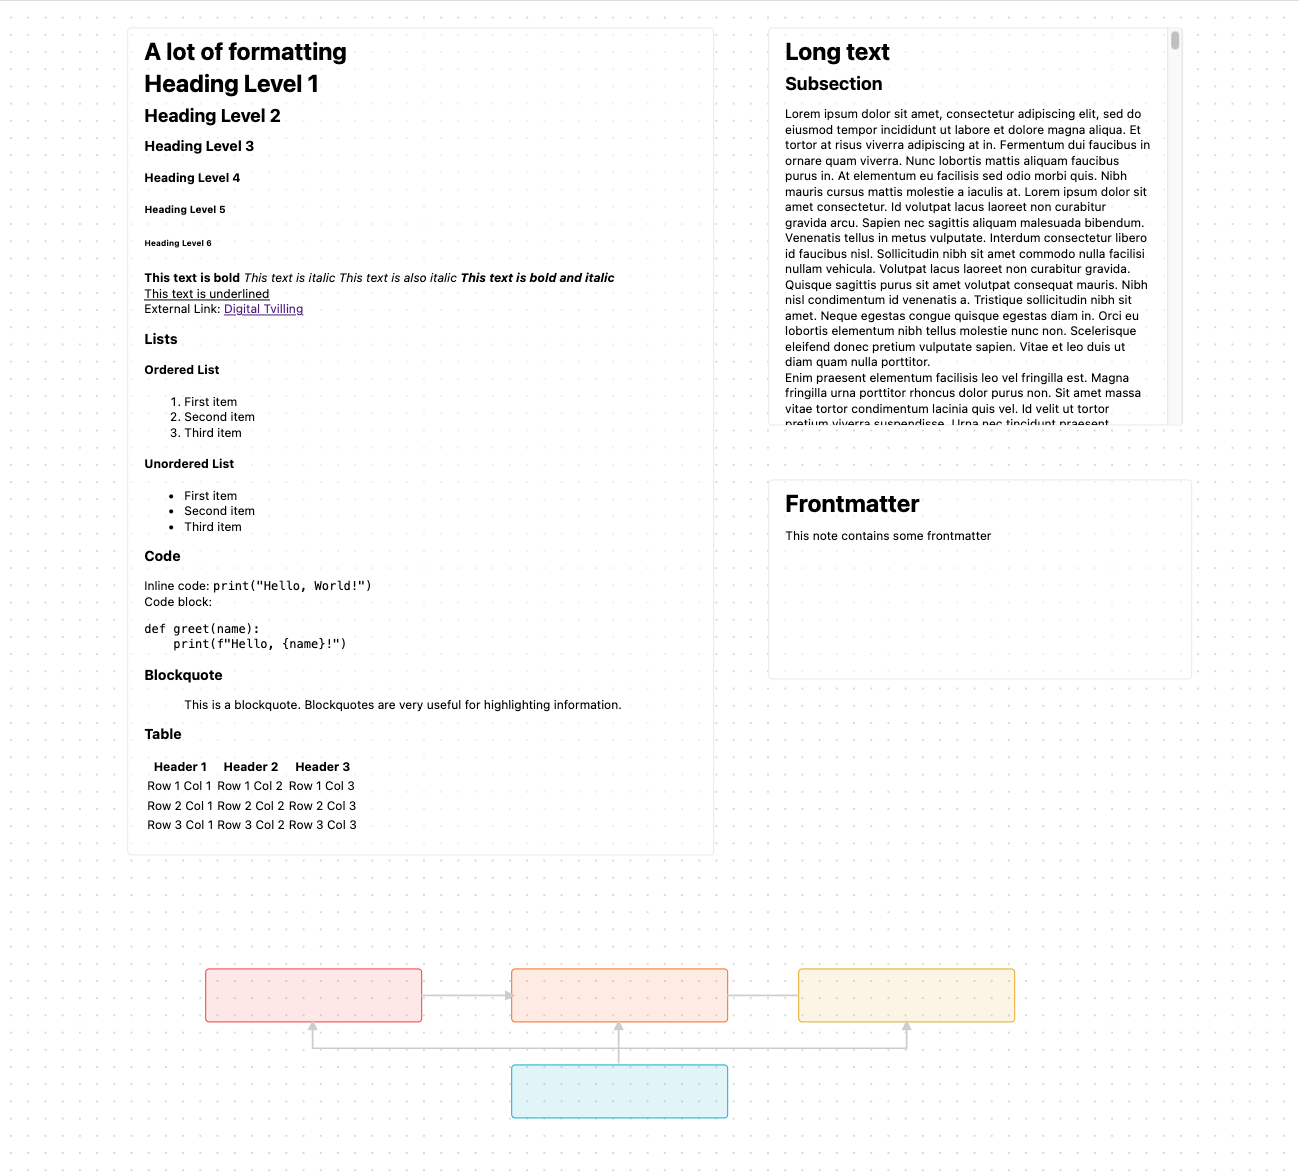 A lot of formatting
Heading Level 1
Heading Level 2
Heading Level 3
Heading Level 4
Heading Level 5
Heading Level 6
This text is bold This text is italic This text is also italic This text is bold and italic
This text is underlined
External Link: Digital Tvilling
Lists
Ordered List
1. First item
2. Second item
3. Third item
Unordered List
• First item
• Second item
• Third item
Code
Inline code: print("Hello, World!")
Code block:
def greet(name):
    print(f"Hello, {name}!")
Blockquote
This is a blockquote. Blockquotes are very useful for highlighting information.
Table
Header 1 Header 2 Header 3
Row 1 Col 1 Row 1 Col 2 Row 1 Col 3
Row 2 Col 1 Row 2 Col 2 Row 2 Col 3
Row 3 Col 1 Row 3 Col 2 Row 3 Col 3
Long text
Subsection
Lorem ipsum dolor sit amet, consectetur adipiscing elit, sed do
eiusmod tempor incididunt ut labore et dolore magna aliqua. Et
tortor at risus viverra adipiscing at in. Fermentum dui faucibus in
ornare quam viverra. Nunc lobortis mattis aliquam faucibus
purus in. At elementum eu facilisis sed odio morbi quis. Nibh
mauris cursus mattis molestie a iaculis at. Lorem ipsum dolor sit
amet consectetur. Id volutpat lacus laoreet non curabitur
gravida arcu. Sapien nec sagittis aliquam malesuada bibendum.
Venenatis tellus in metus vulputate. Interdum consectetur libero
id faucibus nisl. Sollicitudin nibh sit amet commodo nulla facilisi
nullam vehicula. Volutpat lacus laoreet non curabitur gravida.
Quisque sagittis purus sit amet volutpat consequat mauris. Nibh
nisl condimentum id venenatis a. Tristique sollicitudin nibh sit
amet. Neque egestas congue quisque egestas diam in. Orci eu
lobortis elementum nibh tellus molestie nunc non. Scelerisque
eleifend donec pretium vulputate sapien. Vitae et leo duis ut
diam quam nulla porttitor.
Enim praesent elementum facilisis leo vel fringilla est. Magna
fringilla urna porttitor rhoncus dolor purus non. Sit amet massa
vitae tortor condimentum lacinia quis vel. Id velit ut tortor
pretium viverra suspendisse. Urna nec tincidunt praesent
Frontmatter
This note contains some frontmatter